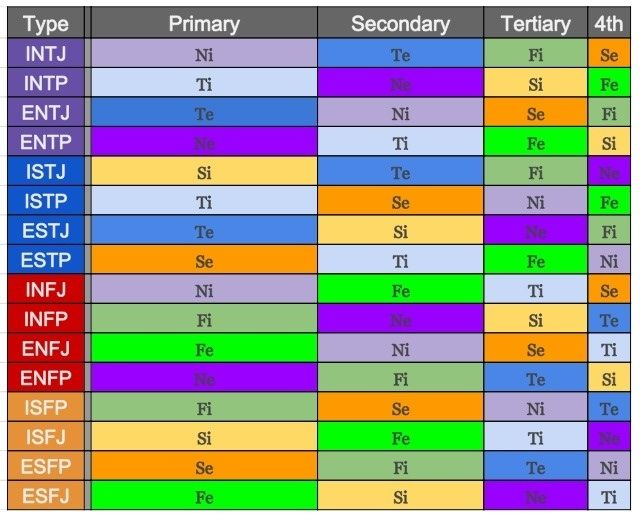 Type Primary Secondary Tertiary 4th
INTJ Ni Te Fi Se
INTP Ti Ne Si Fe
ENTJ Te Ni Se Fi
ENTP Ne Ti Fe Si
ISTJ Si Te Fi Ne
ISTP Ti Se Ni Fe
ESTJ Te Si Ne Fi
ESTP Se Ti Fe Ni
INFJ Ni Fe Ti Se
INFP Fi Ne Si Te
ENFJ Fe Ni Se Ti
ENFP Ne Fi Te Si
ISFP Fi Se Ni Te
ISFJ Si Fe Ti Ne
ESFP Se Fi Te Ni
ESFJ Fe Si Ne Ti